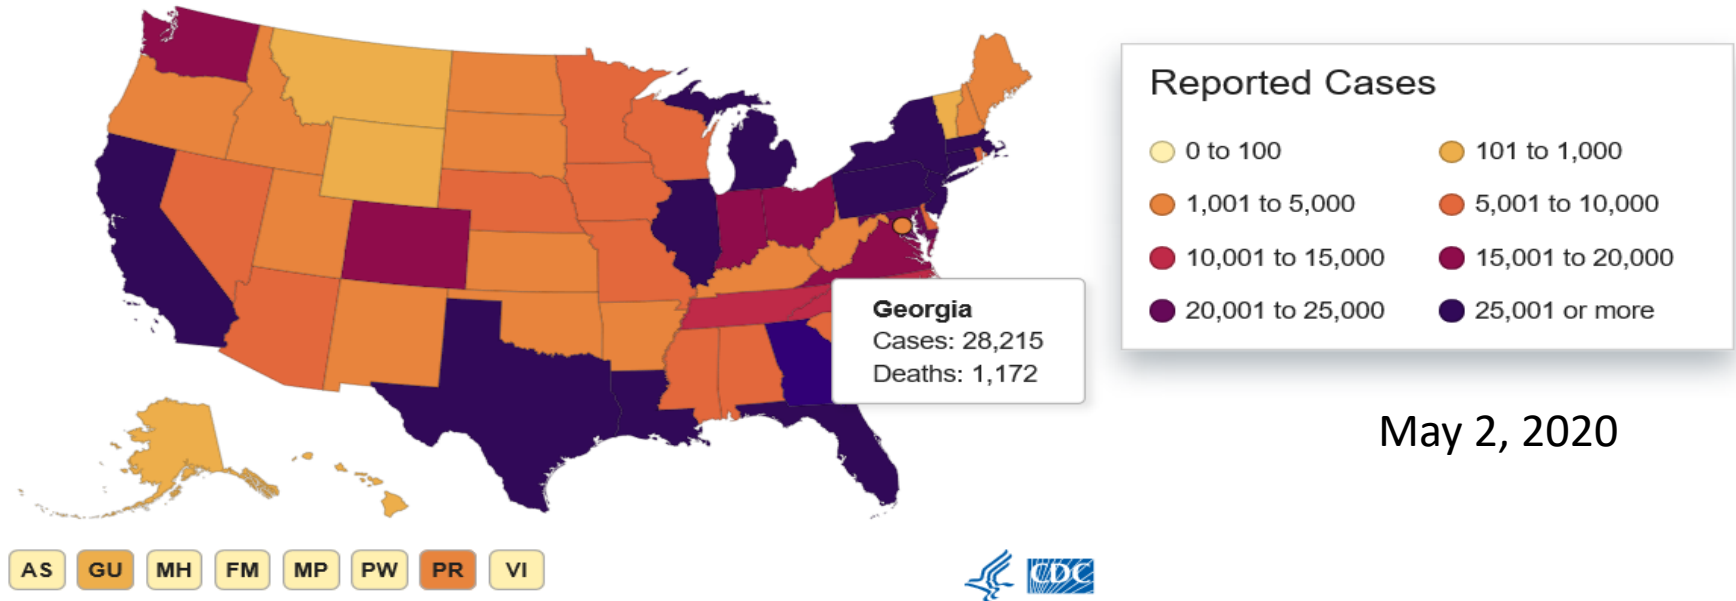 Reported Cases
0 to 100
101 to 1,000
1,001 to 5,000
5,001 to 10,000
10,001 to 15,000
15,001 to 20,000
20,001 to 25,000
25,001 or more
Georgia
Cases: 28,215
Deaths: 1,172
May 2, 2020
AS GU MH FM MP PW PR VI
CDC